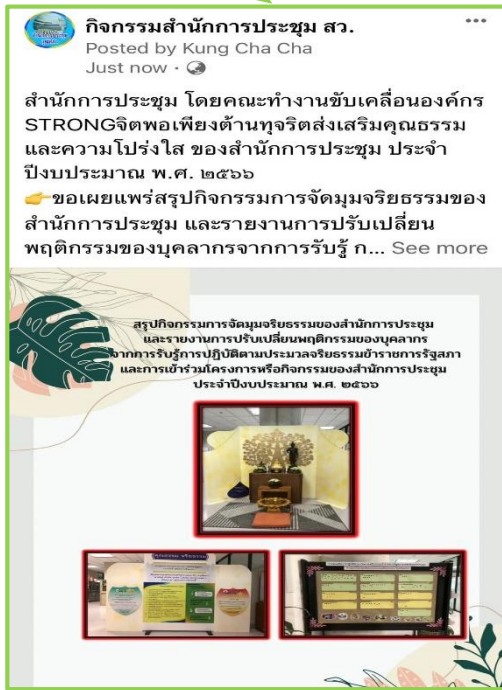 กิจกรรมสำนักการประชุม สว.
Posted by Kung Cha Cha
Just now ·
สำนักการประชุม โดยคณะทำงานขับเคลื่อนองค์กร
STRONGจิตพอเพียงต้านทุจริตส่งเสริมคุณธรรม
และความโปร่งใส ของสำนักการประชุม ประจำ
ปีงบประมาณ พ.ศ. ๒๕๖๖
👉ขอเผยแพร่สรุปกิจกรรมการจัดมุมจริยธรรมของ
สำนักการประชุม และรายงานการปรับเปลี่ยน
พฤติกรรมของบุคลากรจากการรับรู้ ก... See more
สรุปกิจกรรมการจัดมุมจริยธรรมของสำนักการประชุม
และรายงานการปรับเปลี่ยนพฤติกรรมของบุคลากร
จากการรับรู้การปฏิบัติตามประมวลจริยธรรมข้าราชการรัฐสภา
และการเข้าร่วมโครงการหรือกิจกรรมของสำนักการประชุม
ประจำปีงบประมาณ พ.ศ. ๒๕๖๖